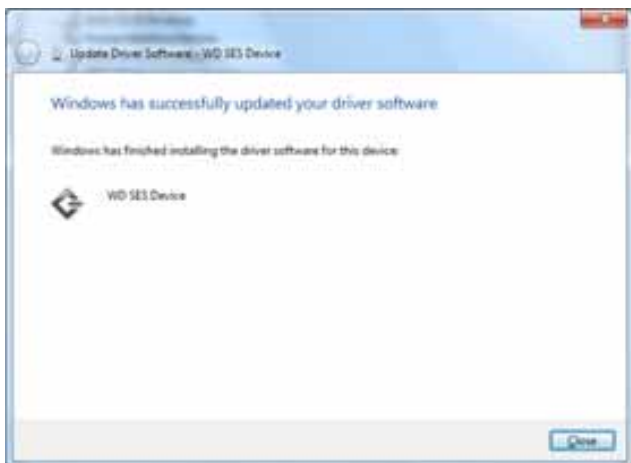 Update Driver Software - WD SES Device
Windows has successfully updated your driver software
Windows has finished installing the driver software for this device:
WD SES Device
Close